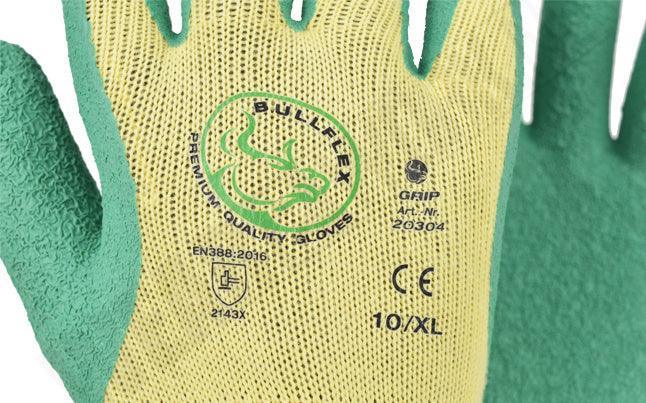 BULLFLEX
PREMIUM QUALITY GLOVES
GRIP
Art.-Nr.
20304
EN388:2016
2143X
CE
10/XL